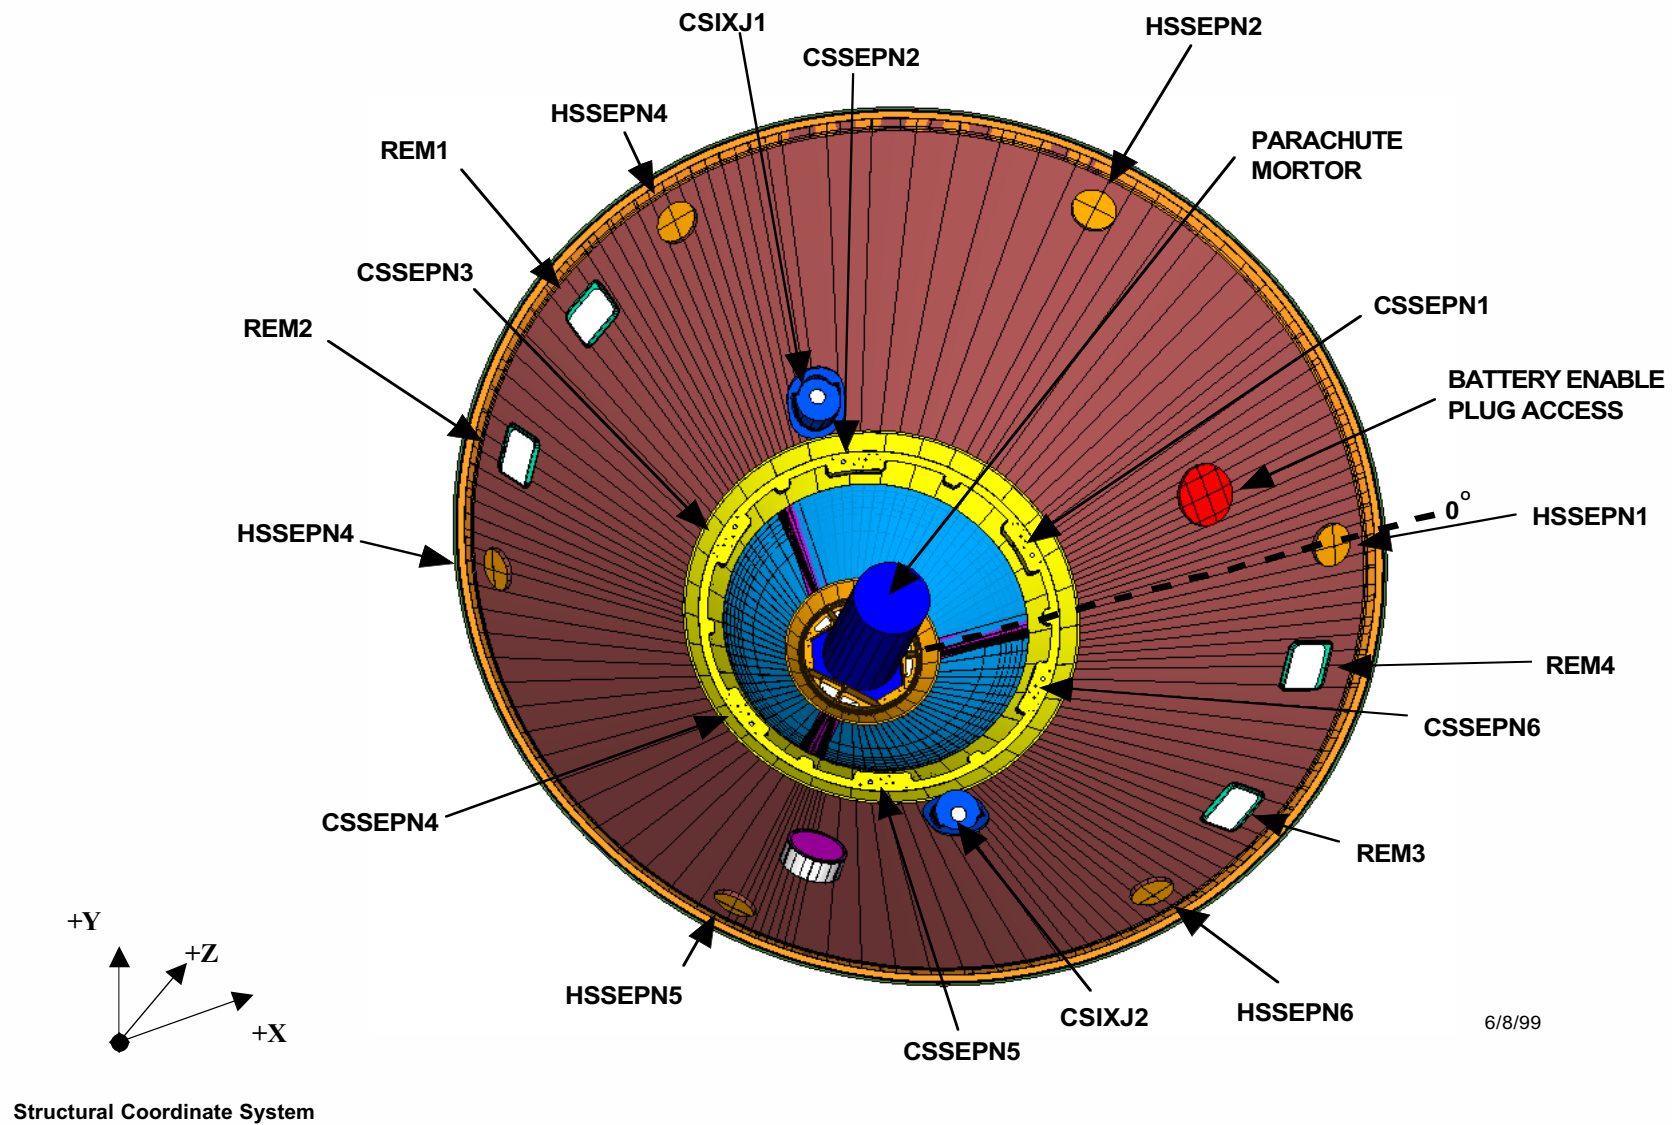 CSIXJ1
HSSEPN2
CSSEPN2
HSSEPN4
PARACHUTE
MORTOR
REM1
CSSEPN3
CSSEPN1
REM2
BATTERY ENABLE
PLUG ACCESS
0°
HSSEPN1
HSSEPN4
REM4
CSSEPN6
CSSEPN4
REM3
+Y
+Z
+X
HSSEPN5
CSIXJ2
HSSEPN6
6/8/99
CSSEPN5
Structural Coordinate System